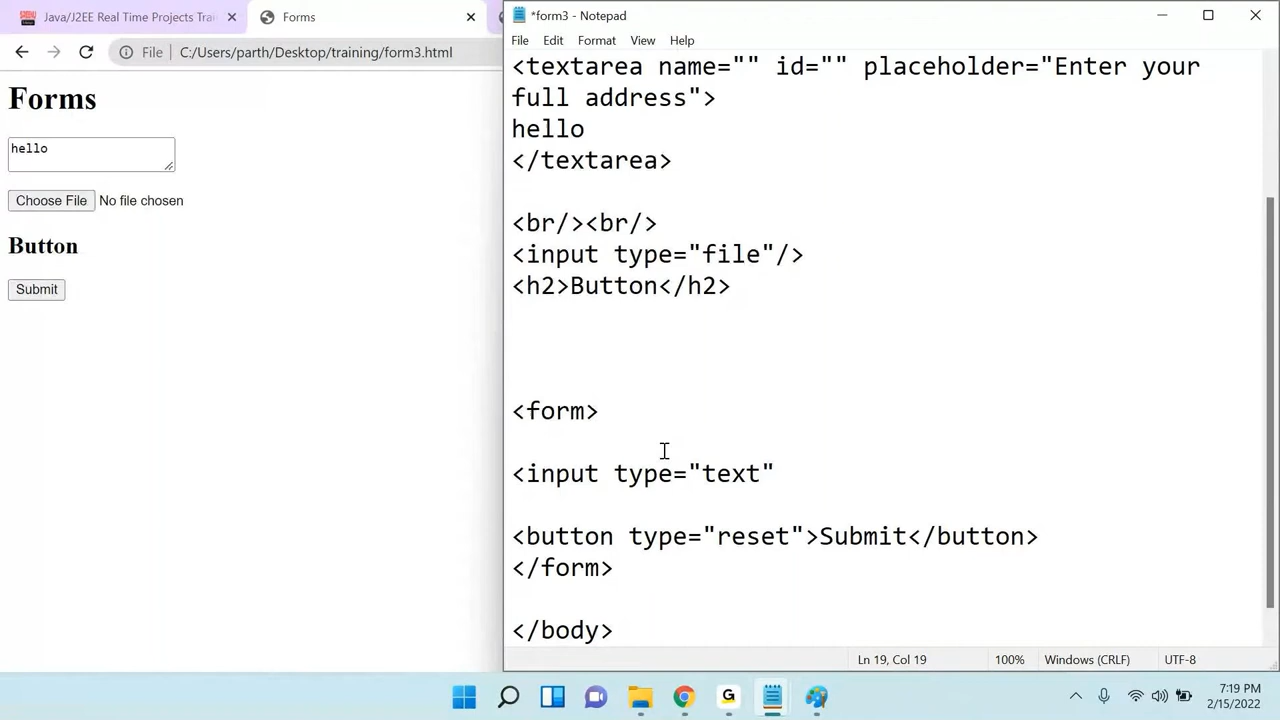 Java/J2EE Real Time Projects Trai
Forms
*form3 - Notepad
File C:/Users/parth/Desktop/training/form3.html
File Edit Format View Help
Forms
hello
Choose File No file chosen
Button
Submit
<textarea name="" id="" placeholder="Enter your
full address">
hello
</textarea>
<br/><br/>
<input type="file"/>
<h2>Button</h2>
<form>
<input type="text"
<button type="reset">Submit</button>
</form>
</body>
Ln 19, Col 19 100% Windows (CRLF) UTF-8
G
7:19 PM
2/15/2022